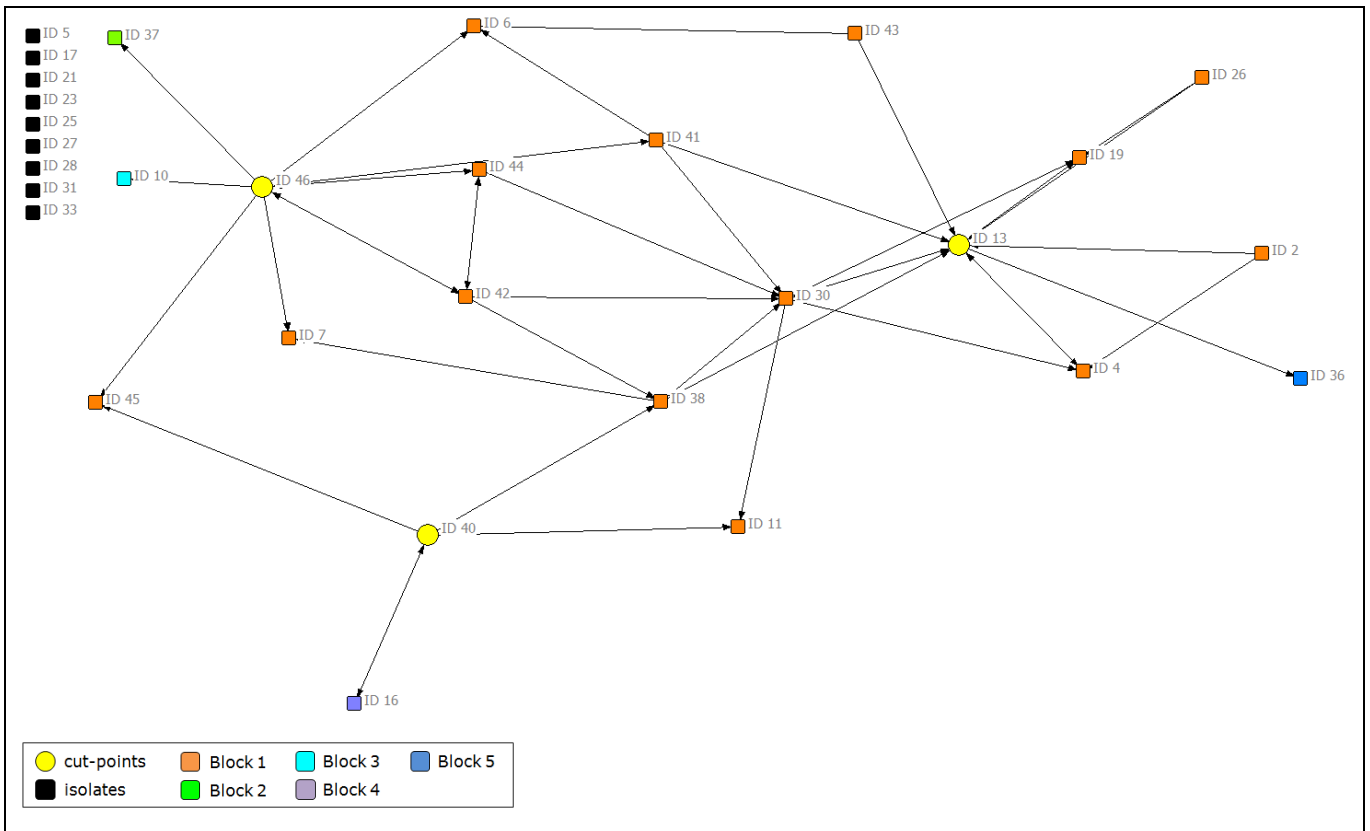 ID 5
ID 17
ID 21
ID 23
ID 25
ID 27
ID 28
ID 31
ID 33
ID 37
ID 6
ID 43
ID 26
ID 41
ID 19
ID 44
ID 10
ID 46
ID 13
ID 2
ID 42
ID 30
ID 7
ID 4
ID 36
ID 45
ID 38
ID 40
ID 11
ID 16
cut-points
Block 1
Block 3
Block 5
isolates
Block 2
Block 4